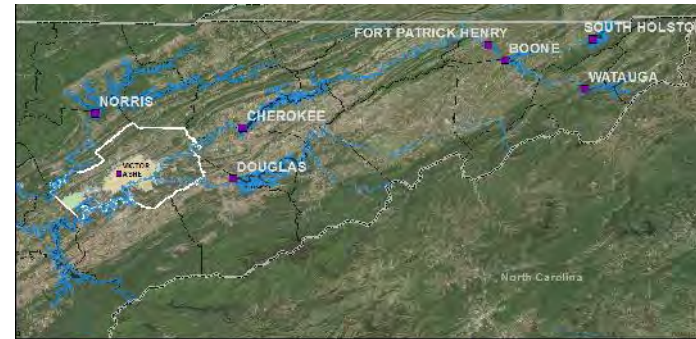 SOUTH HOLSTO
FORT PATRICK HENRY
BOONE
WATAUGA
NORRIS
CHEROKEE
VICTOR
ASHE
DOUGLAS
North Carolina